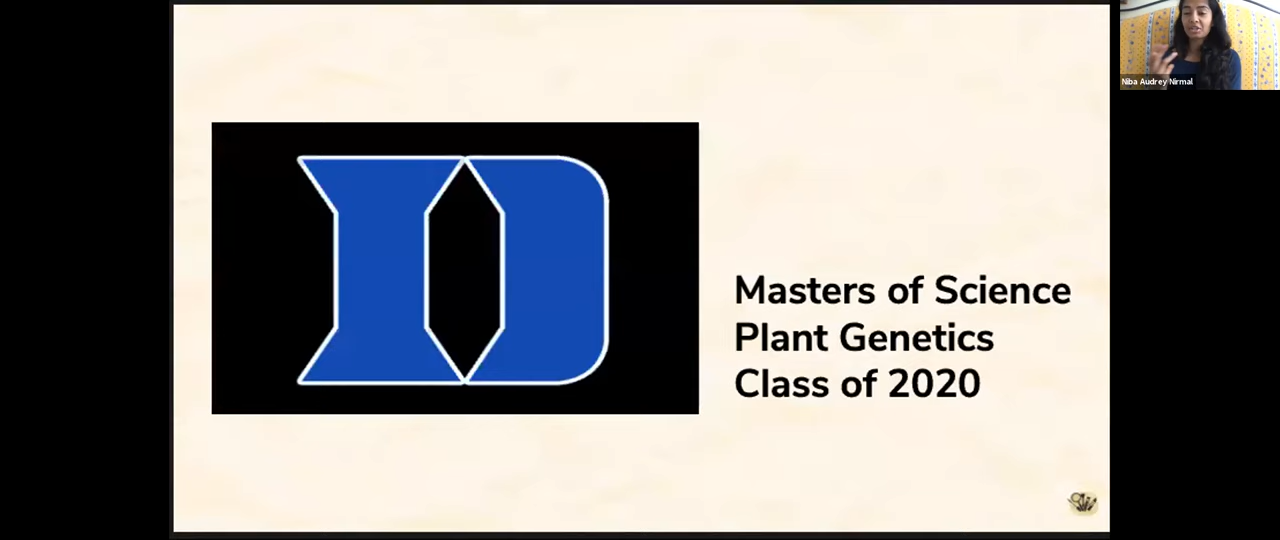 Niba Audrey Nirmal
Masters of Science
Plant Genetics
Class of 2020